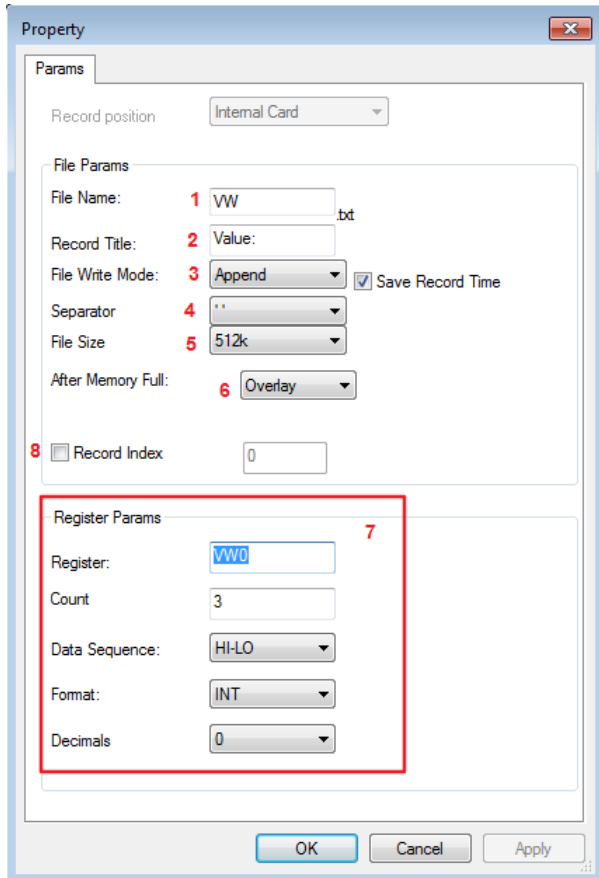 Property
Params
Record position Internal Card
File Params
File Name: 1 VW .txt
Record Title: 2 Value:
File Write Mode: 3 Append Save Record Time
Separator 4 ' '
File Size 5 512k
After Memory Full: 6 Overlay
8 Record Index 0
Register Params 7
Register: VW0
Count 3
Data Sequence: HI-LO
Format: INT
Decimals 0
OK Cancel Apply